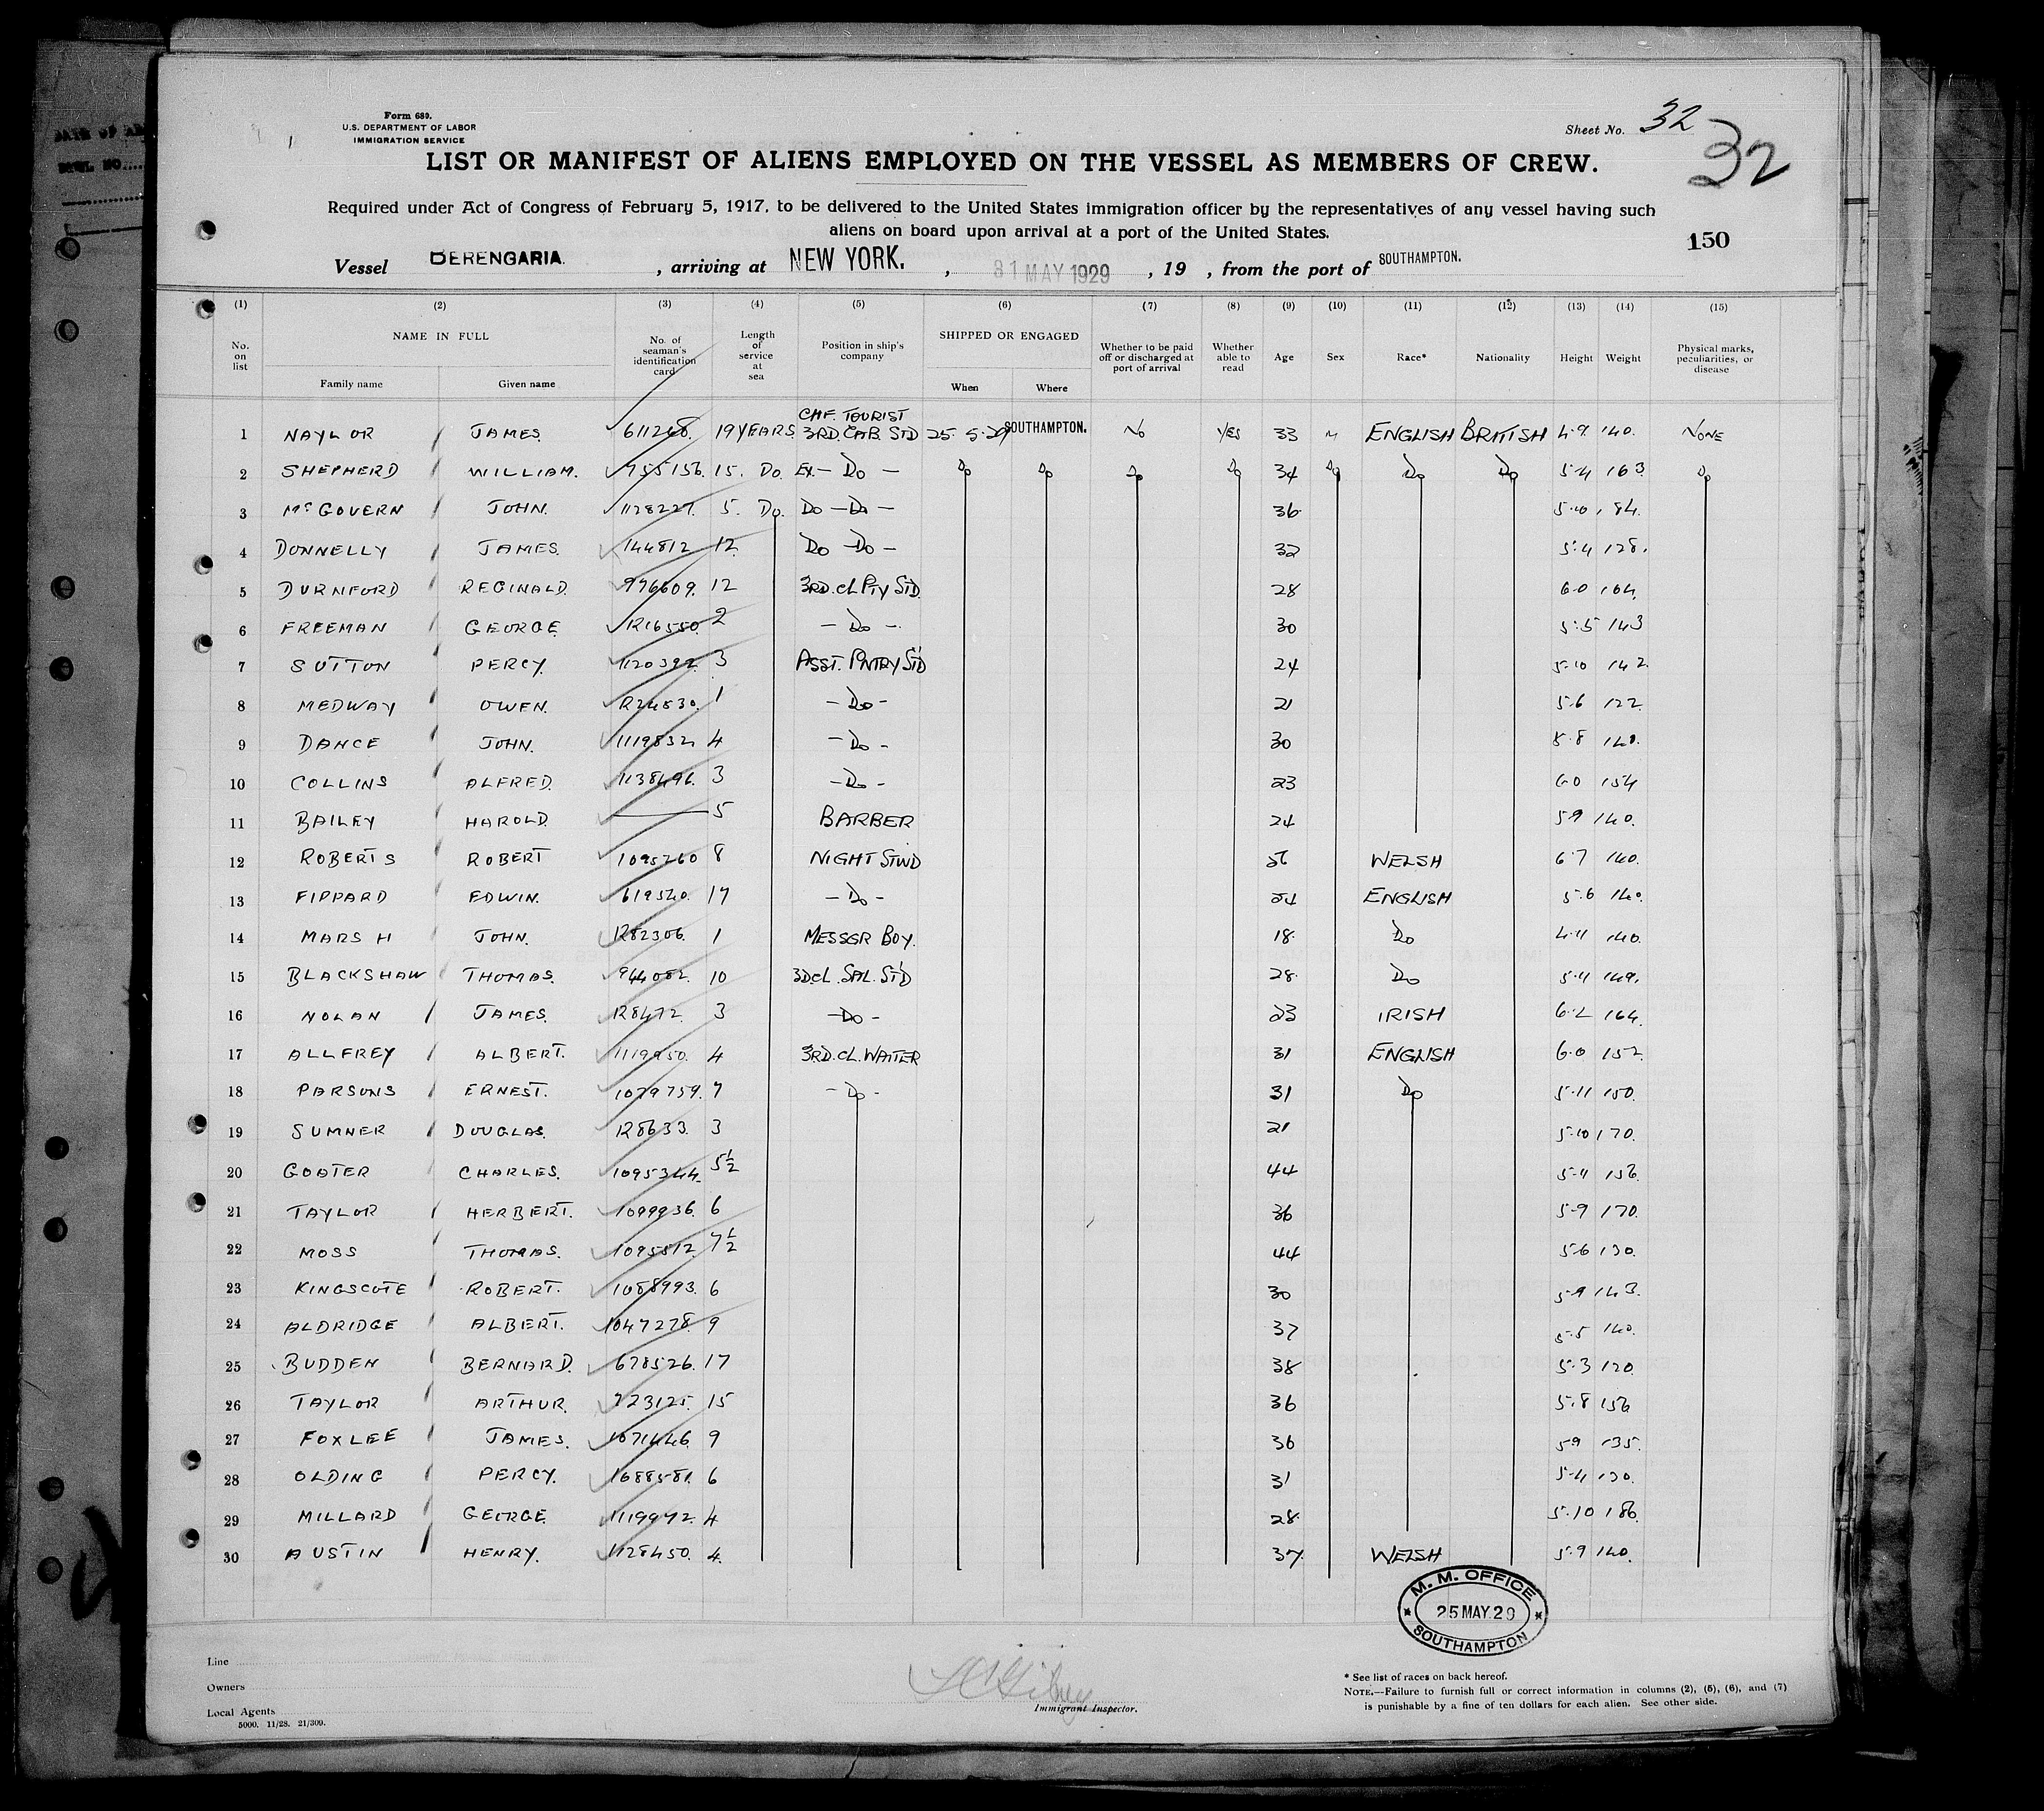 Form 680.
U.S. DEPARTMENT OF LABOR
IMMIGRATION SERVICE
Sheet No. 32
32
LIST OR MANIFEST OF ALIENS EMPLOYED ON THE VESSEL AS MEMBERS OF CREW.
Required under Act of Congress of February 5, 1917, to be delivered to the United States immigration officer by the representatives of any vessel having such
aliens on board upon arrival at a port of the United States.
150
Vessel BERENGARIA. , arriving at NEW YORK. , 31 MAY 1929 , 19 , from the port of SOUTHAMPTON.
(1) (2) (3) (4) (5) (6) (7) (8) (9) (10) (11) (12) (13) (14) (15)
No. on list NAME IN FULL Family name Given name No. of seaman's identification card Length of service at sea Position in ship's company SHIPPED OR ENGAGED When Where Whether to be paid off or discharged at port of arrival Whether able to read Age Sex Race* Nationality Height Weight Physical marks, peculiarities, or disease
CHF. TOURIST
1 NAYLOR JAMES. 611268. 19 YEARS. 3RD. CAB. STD 25. 5. 29 SOUTHAMPTON. NO YES 33 M ENGLISH BRITISH 4.9. 140. NONE
2 SHEPHERD WILLIAM. 755156. 15. DO. EX - DO - DO DO DO DO 34 DO DO DO 5.4 163 DO
3 McGOVERN JOHN. 1128227. 5. DO. DO - DO - 36 5.10 184.
4 DONNELLY JAMES. 144812 12 DO - DO - 32 5.4 128.
5 DURNFORD REGINALD. 976609. 12 3RD. CL PTY STD. 28 6.0 164.
6 FREEMAN GEORGE R216550. 2 - DO - 30 5.5 143
7 SUTTON PERCY. 1120392. 3 ASST. PNTRY STD 24 5.10 142
8 MEDWAY OWEN. R24830. 1 - DO - 21 5.6 122.
9 DANCE JOHN. 1119832. 4 - DO - 30 5.8 140.
10 COLLINS ALFRED. 1138496. 3 - DO - 23 6.0 154
11 BAILEY HAROLD. 5 BARBER 24 5.9 140.
12 ROBERTS ROBERT 1095260 8 NIGHT STWD 56 WELSH 6.7 140.
13 FIPPARD EDWIN. 619540. 17 - DO - 54 ENGLISH 5.6 140.
14 MARSH JOHN. R82306. 1 MESSGR BOY. 18. DO 4.11 140.
15 BLACKSHAW THOMAS. 944082. 10 3D.CL. SAL. STD 28. DO 5.11 149.
16 NOLAN JAMES. R8472. 3 - DO - 23 IRISH 6.2 164.
17 ALLFREY ALBERT. 1119950. 4 3RD. CL. WAITER 31 ENGLISH 6.0 152.
18 PARSONS ERNEST. 1079759. 7 - DO - 31 DO 5.11 150.
19 SUMNER DOUGLAS. R8633. 3 21 5.10 170.
20 GOATER CHARLES. 1095344. 5½ 44 5.11 156.
21 TAYLOR HERBERT. 1099936. 6 36 5.9 170.
22 MOSS THOMAS. 1095512. 7½ 44 5.6 130.
23 KINGSCOTE ROBERT. 1088993. 6 30 5.9 143.
24 ALDRIDGE ALBERT. 1047278. 9 37 5.5 140.
25 BUDDEN BERNARD. 678526. 17 38 5.3 120.
26 TAYLOR ARTHUR. 723125. 15 36 5.8 156
27 FOXLEE JAMES. 1071446. 9 36 5.9 135.
28 OLDING PERCY. 1088581. 6 31 5.4 130.
29 MILLARD GEORGE. 1119972. 4 28. 5.10 186.
30 AUSTIN HENRY. 1128450. 4. 37. WELSH 5.9 140.
M. M. OFFICE
25 MAY. 29
SOUTHAMPTON
Line
Owners
Local Agents
5000. 11/28. 21/309.
Immigrant Inspector.
* See list of races on back hereof.
NOTE.—Failure to furnish full or correct information in columns (2), (5), (6), and (7)
is punishable by a fine of ten dollars for each alien. See other side.